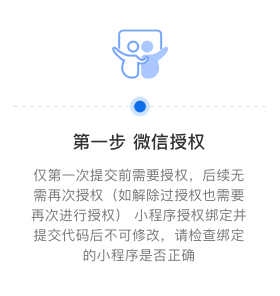 第一步 微信授权
仅第一次提交前需要授权，后续无
需再次授权（如解除过授权也需要
再次进行授权） 小程序授权绑定并
提交代码后不可修改，请检查绑定
的小程序是否正确